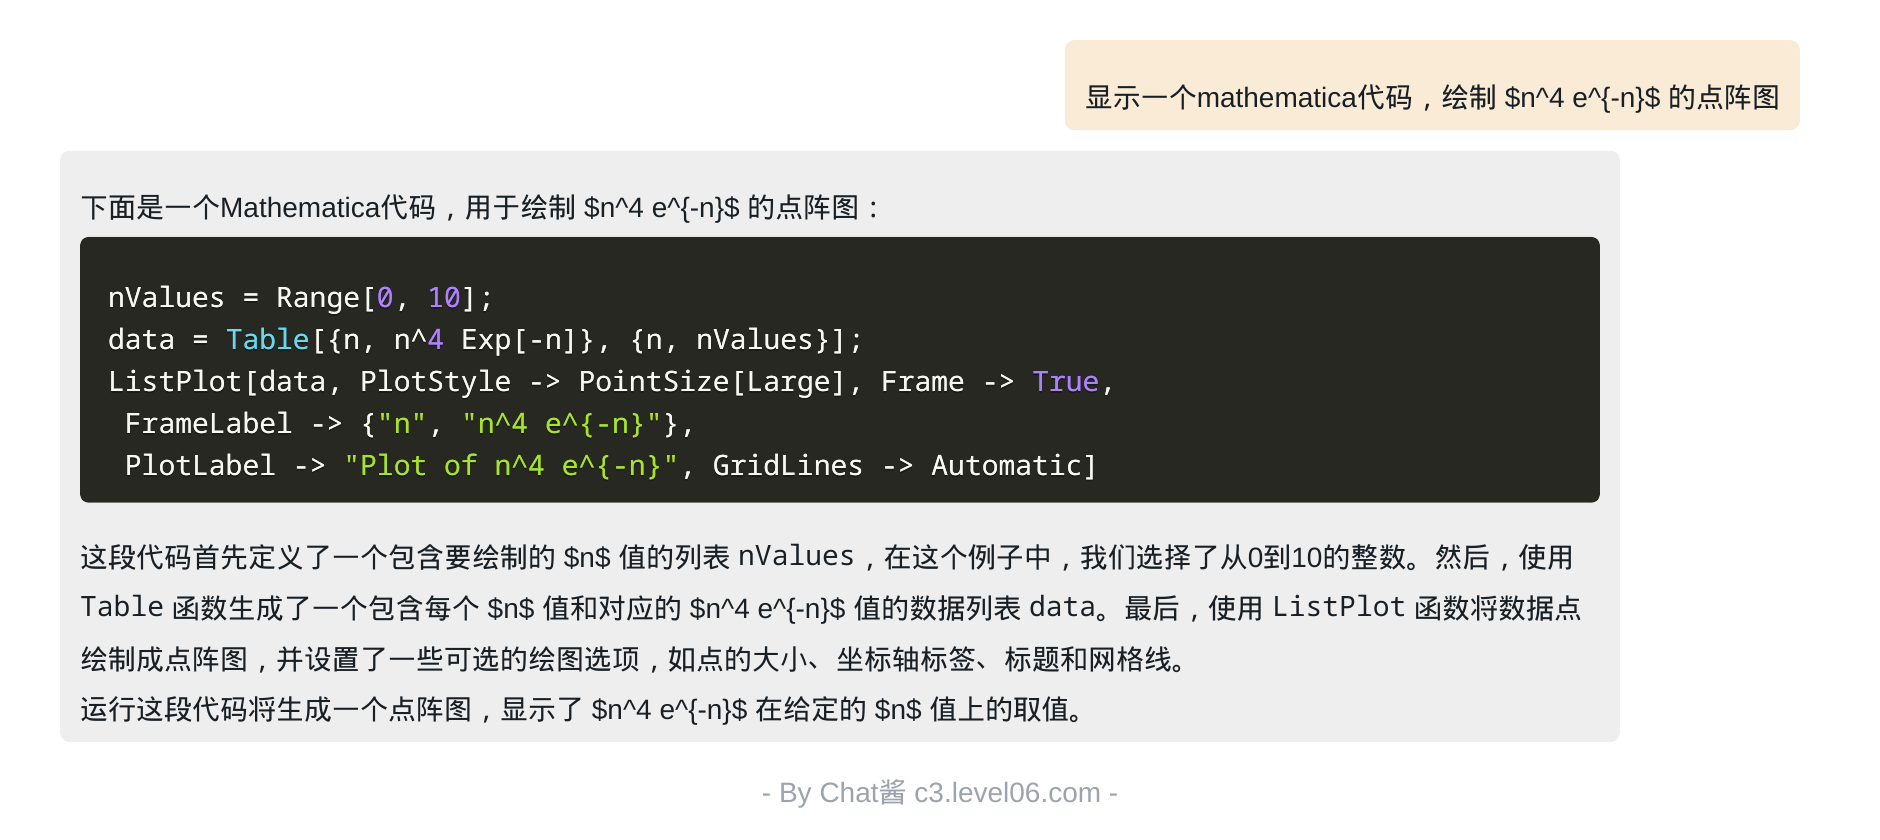 显示一个mathematica代码，绘制 $n^4 e^{-n}$ 的点阵图
下面是一个Mathematica代码，用于绘制 $n^4 e^{-n}$ 的点阵图：
nValues = Range[0, 10];
data = Table[{n, n^4 Exp[-n]}, {n, nValues}];
ListPlot[data, PlotStyle -> PointSize[Large], Frame -> True,
 FrameLabel -> {"n", "n^4 e^{-n}"},
 PlotLabel -> "Plot of n^4 e^{-n}", GridLines -> Automatic]
这段代码首先定义了一个包含要绘制的 $n$ 值的列表 nValues，在这个例子中，我们选择了从0到10的整数。然后，使用
Table 函数生成了一个包含每个 $n$ 值和对应的 $n^4 e^{-n}$ 值的数据列表 data。最后，使用 ListPlot 函数将数据点
绘制成点阵图，并设置了一些可选的绘图选项，如点的大小、坐标轴标签、标题和网格线。
运行这段代码将生成一个点阵图，显示了 $n^4 e^{-n}$ 在给定的 $n$ 值上的取值。
- By Chat酱 c3.level06.com -